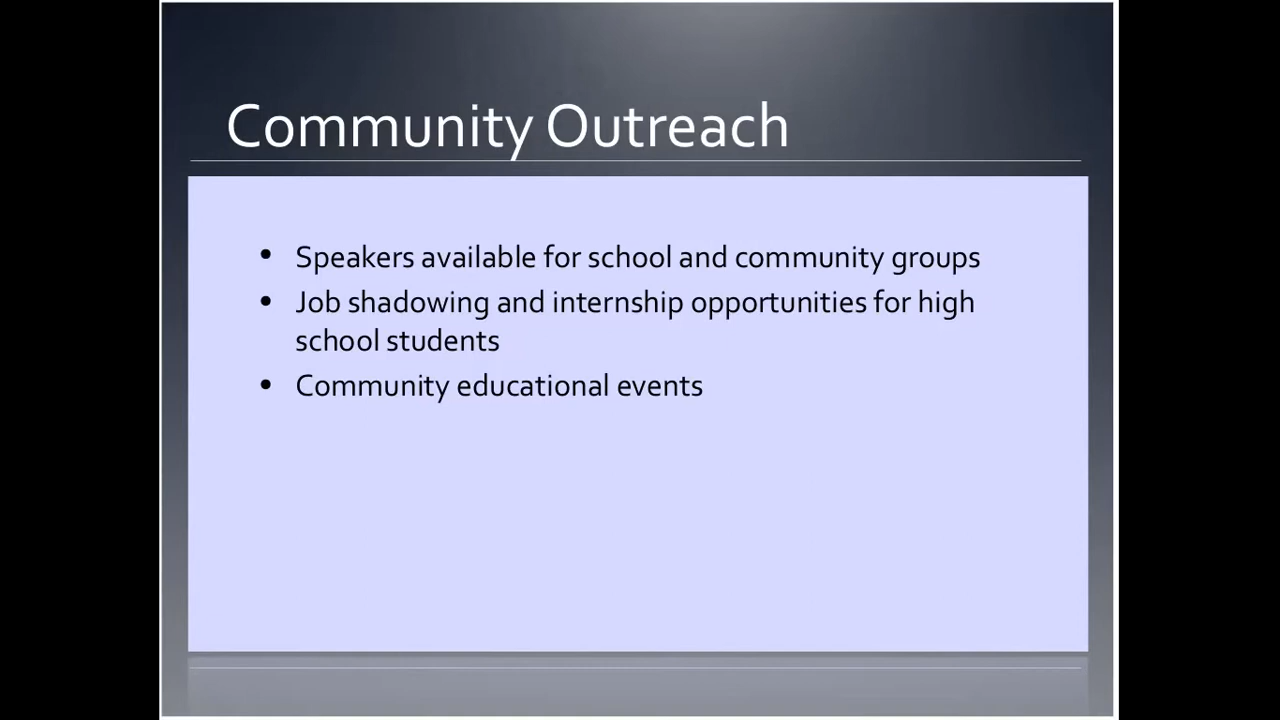 Community Outreach
• Speakers available for school and community groups
• Job shadowing and internship opportunities for high
school students
• Community educational events